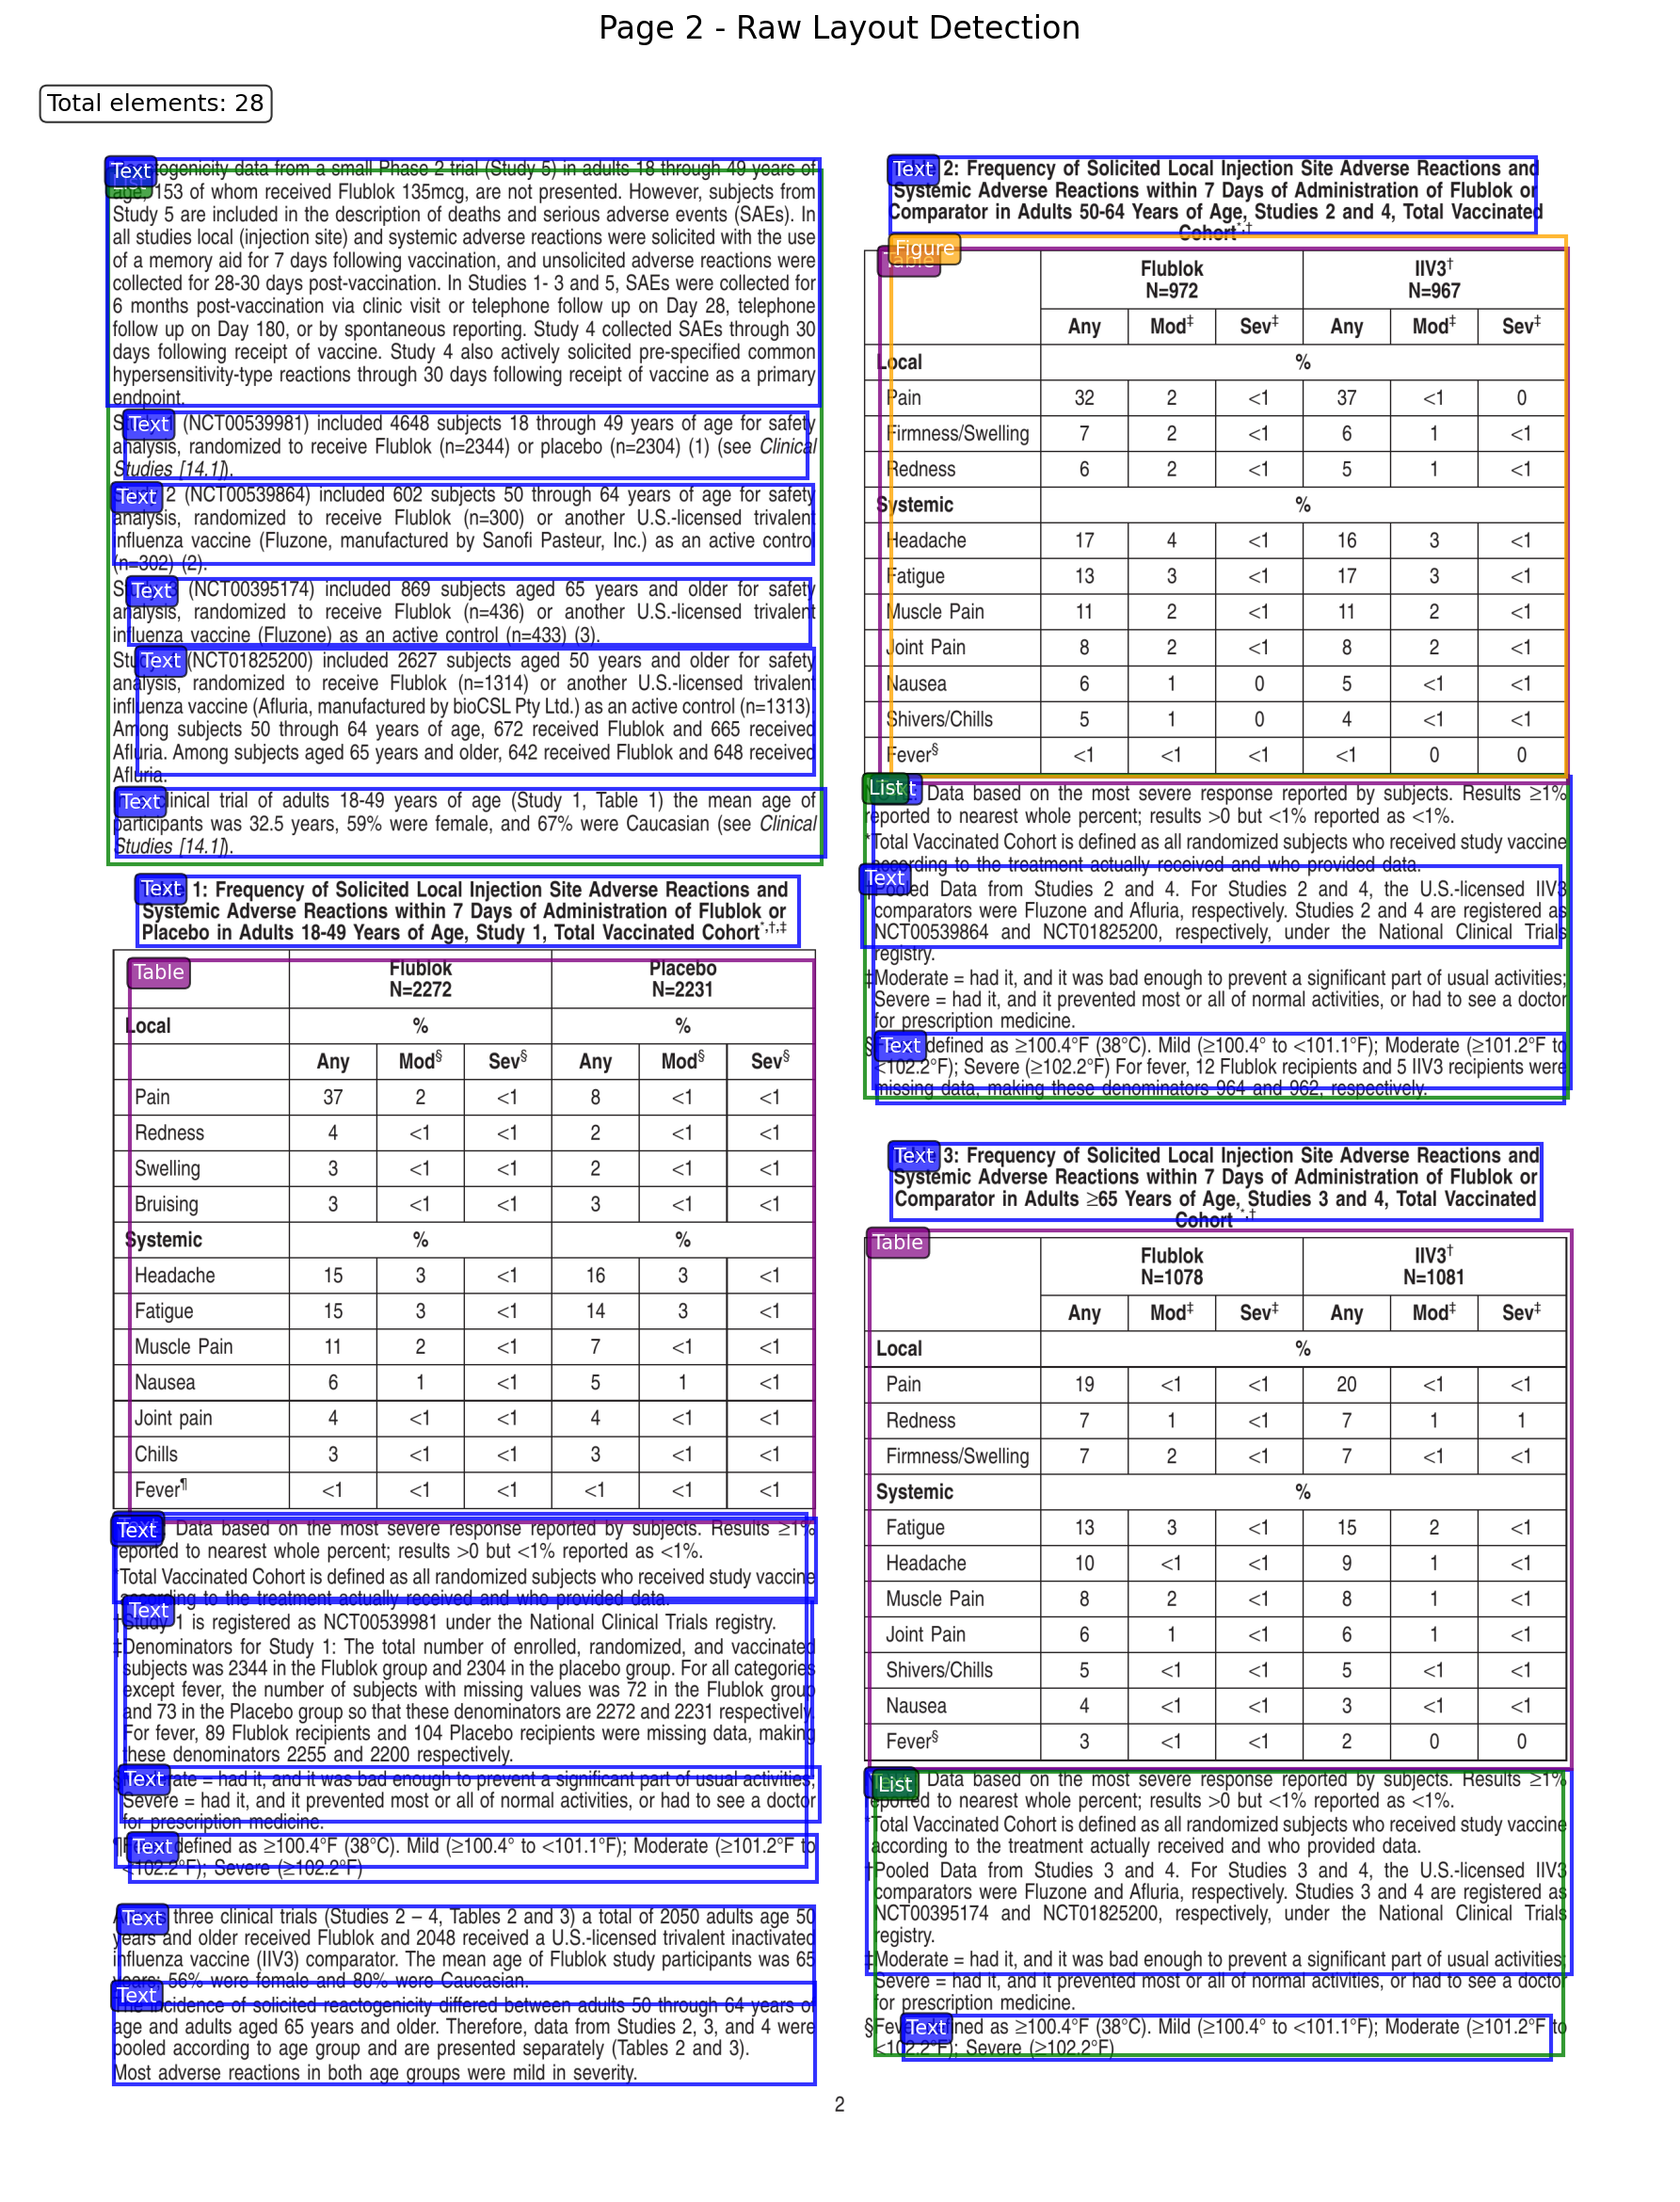 Page 2 - Raw Layout Detection
Total elements: 28
Text
togenicity data from a small Phase 2 trial (Study 5) in adults 18 through 49 years of
age, 153 of whom received Flublok 135mcg, are not presented. However, subjects from
Study 5 are included in the description of deaths and serious adverse events (SAEs). In
all studies local (injection site) and systemic adverse reactions were solicited with the use
of a memory aid for 7 days following vaccination, and unsolicited adverse reactions were
collected for 28-30 days post-vaccination. In Studies 1- 3 and 5, SAEs were collected for
6 months post-vaccination via clinic visit or telephone follow up on Day 28, telephone
follow up on Day 180, or by spontaneous reporting. Study 4 collected SAEs through 30
days following receipt of vaccine. Study 4 also actively solicited pre-specified common
hypersensitivity-type reactions through 30 days following receipt of vaccine as a primary
endpoint.
Text
(NCT00539981) included 4648 subjects 18 through 49 years of age for safety
analysis, randomized to receive Flublok (n=2344) or placebo (n=2304) (1) (see Clinical
Studies [14.1]).
Text
2 (NCT00539864) included 602 subjects 50 through 64 years of age for safety
analysis, randomized to receive Flublok (n=300) or another U.S.-licensed trivalent
influenza vaccine (Fluzone, manufactured by Sanofi Pasteur, Inc.) as an active control
(n=302) (2).
Text
3 (NCT00395174) included 869 subjects aged 65 years and older for safety
analysis, randomized to receive Flublok (n=436) or another U.S.-licensed trivalent
influenza vaccine (Fluzone) as an active control (n=433) (3).
Text
(NCT01825200) included 2627 subjects aged 50 years and older for safety
analysis, randomized to receive Flublok (n=1314) or another U.S.-licensed trivalent
influenza vaccine (Afluria, manufactured by bioCSL Pty Ltd.) as an active control (n=1313).
Among subjects 50 through 64 years of age, 672 received Flublok and 665 received
Afluria. Among subjects aged 65 years and older, 642 received Flublok and 648 received
Afluria.
Text
clinical trial of adults 18-49 years of age (Study 1, Table 1) the mean age of
participants was 32.5 years, 59% were female, and 67% were Caucasian (see Clinical
Studies [14.1]).
Text
1: Frequency of Solicited Local Injection Site Adverse Reactions and
Systemic Adverse Reactions within 7 Days of Administration of Flublok or
Placebo in Adults 18-49 Years of Age, Study 1, Total Vaccinated Cohort*,†,‡
Table
Flublok Placebo
N=2272 N=2231
Local % %
Any Mod§ Sev§ Any Mod§ Sev§
Pain 37 2 <1 8 <1 <1
Redness 4 <1 <1 2 <1 <1
Swelling 3 <1 <1 2 <1 <1
Bruising 3 <1 <1 3 <1 <1
Systemic % %
Headache 15 3 <1 16 3 <1
Fatigue 15 3 <1 14 3 <1
Muscle Pain 11 2 <1 7 <1 <1
Nausea 6 1 <1 5 1 <1
Joint pain 4 <1 <1 4 <1 <1
Chills 3 <1 <1 3 <1 <1
Fever¶ <1 <1 <1 <1 <1 <1
Text
Data based on the most severe response reported by subjects. Results ≥1%
reported to nearest whole percent; results >0 but <1% reported as <1%.
*Total Vaccinated Cohort is defined as all randomized subjects who received study vaccine
according to the treatment actually received and who provided data.
Text
†Study 1 is registered as NCT00539981 under the National Clinical Trials registry.
‡Denominators for Study 1: The total number of enrolled, randomized, and vaccinated
subjects was 2344 in the Flublok group and 2304 in the placebo group. For all categories
except fever, the number of subjects with missing values was 72 in the Flublok group
and 73 in the Placebo group so that these denominators are 2272 and 2231 respectively.
For fever, 89 Flublok recipients and 104 Placebo recipients were missing data, making
these denominators 2255 and 2200 respectively.
Text
rate = had it, and it was bad enough to prevent a significant part of usual activities;
Severe = had it, and it prevented most or all of normal activities, or had to see a doctor
for prescription medicine.
Text
defined as ≥100.4°F (38°C). Mild (≥100.4° to <101.1°F); Moderate (≥101.2°F to
<102.2°F); Severe (≥102.2°F)
Text
three clinical trials (Studies 2 – 4, Tables 2 and 3) a total of 2050 adults age 50
years and older received Flublok and 2048 received a U.S.-licensed trivalent inactivated
influenza vaccine (IIV3) comparator. The mean age of Flublok study participants was 65
years; 56% were female and 80% were Caucasian.
Text
The incidence of solicited reactogenicity differed between adults 50 through 64 years of
age and adults aged 65 years and older. Therefore, data from Studies 2, 3, and 4 were
pooled according to age group and are presented separately (Tables 2 and 3).
Most adverse reactions in both age groups were mild in severity.
Text
2: Frequency of Solicited Local Injection Site Adverse Reactions and
Systemic Adverse Reactions within 7 Days of Administration of Flublok or
Comparator in Adults 50-64 Years of Age, Studies 2 and 4, Total Vaccinated
Cohort*,†
Figure
Table
Flublok IIV3†
N=972 N=967
Any Mod‡ Sev‡ Any Mod‡ Sev‡
Local %
Pain 32 2 <1 37 <1 0
Firmness/Swelling 7 2 <1 6 1 <1
Redness 6 2 <1 5 1 <1
Systemic %
Headache 17 4 <1 16 3 <1
Fatigue 13 3 <1 17 3 <1
Muscle Pain 11 2 <1 11 2 <1
Joint Pain 8 2 <1 8 2 <1
Nausea 6 1 0 5 <1 <1
Shivers/Chills 5 1 0 4 <1 <1
Fever§ <1 <1 <1 <1 0 0
List
Data based on the most severe response reported by subjects. Results ≥1%
reported to nearest whole percent; results >0 but <1% reported as <1%.
*Total Vaccinated Cohort is defined as all randomized subjects who received study vaccine
according to the treatment actually received and who provided data.
Text
Pooled Data from Studies 2 and 4. For Studies 2 and 4, the U.S.-licensed IIV3
comparators were Fluzone and Afluria, respectively. Studies 2 and 4 are registered as
NCT00539864 and NCT01825200, respectively, under the National Clinical Trials
registry.
‡Moderate = had it, and it was bad enough to prevent a significant part of usual activities;
Severe = had it, and it prevented most or all of normal activities, or had to see a doctor
for prescription medicine.
Text
defined as ≥100.4°F (38°C). Mild (≥100.4° to <101.1°F); Moderate (≥101.2°F to
<102.2°F); Severe (≥102.2°F) For fever, 12 Flublok recipients and 5 IIV3 recipients were
missing data, making these denominators 964 and 962, respectively.
Text
3: Frequency of Solicited Local Injection Site Adverse Reactions and
Systemic Adverse Reactions within 7 Days of Administration of Flublok or
Comparator in Adults ≥65 Years of Age, Studies 3 and 4, Total Vaccinated
Cohort*,†
Table
Flublok IIV3†
N=1078 N=1081
Any Mod‡ Sev‡ Any Mod‡ Sev‡
Local %
Pain 19 <1 <1 20 <1 <1
Redness 7 1 <1 7 1 1
Firmness/Swelling 7 2 <1 7 <1 <1
Systemic %
Fatigue 13 3 <1 15 2 <1
Headache 10 <1 <1 9 1 <1
Muscle Pain 8 2 <1 8 1 <1
Joint Pain 6 1 <1 6 1 <1
Shivers/Chills 5 <1 <1 5 <1 <1
Nausea 4 <1 <1 3 <1 <1
Fever§ 3 <1 <1 2 0 0
List
Data based on the most severe response reported by subjects. Results ≥1%
reported to nearest whole percent; results >0 but <1% reported as <1%.
*Total Vaccinated Cohort is defined as all randomized subjects who received study vaccine
according to the treatment actually received and who provided data.
†Pooled Data from Studies 3 and 4. For Studies 3 and 4, the U.S.-licensed IIV3
comparators were Fluzone and Afluria, respectively. Studies 3 and 4 are registered as
NCT00395174 and NCT01825200, respectively, under the National Clinical Trials
registry.
‡Moderate = had it, and it was bad enough to prevent a significant part of usual activities;
Severe = had it, and it prevented most or all of normal activities, or had to see a doctor
for prescription medicine.
Text
§Fever defined as ≥100.4°F (38°C). Mild (≥100.4° to <101.1°F); Moderate (≥101.2°F to
<102.2°F); Severe (≥102.2°F)
2